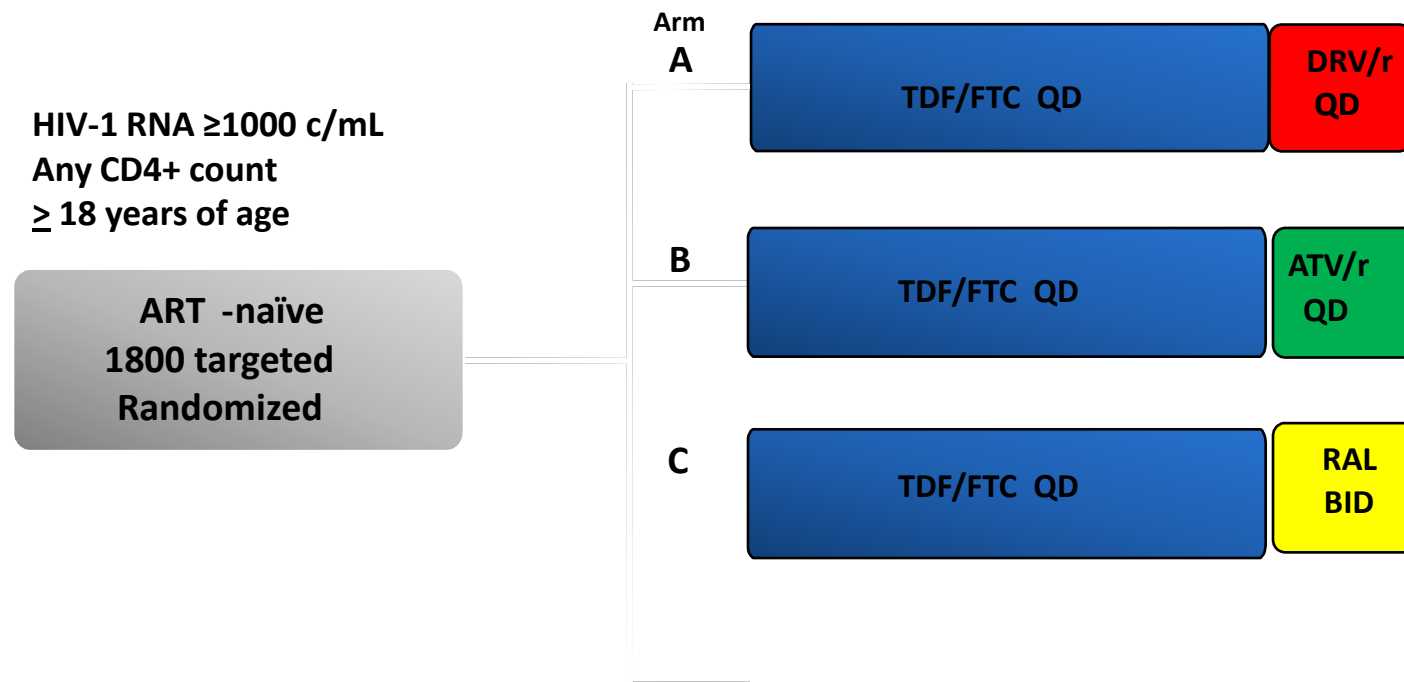 HIV-1 RNA ≥1000 c/mL
Any CD4+ count
≥ 18 years of age
ART -naïve
1800 targeted
Randomized
Arm
A
TDF/FTC QD
DRV/r
QD
B
TDF/FTC QD
ATV/r
QD
C
TDF/FTC QD
RAL
BID